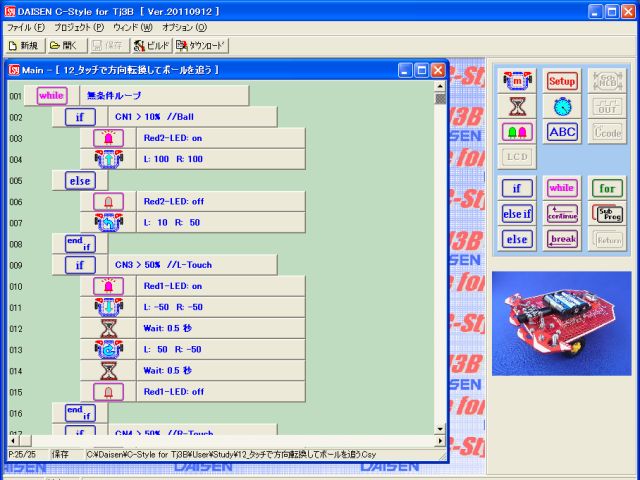 DAISEN C-Style for Tj3B [ Ver.20110912 ]
ファイル(F) プロジェクト(P) ウィンド(W) オプション(O)
新規 開く 保存 ビルド ダウンロード
Main - [ 12_タッチで方向転換してボールを追う ]
001 while 無条件ループ
002 if CN1 > 10% //Ball
003 Red2-LED: on
004 L: 100 R: 100
005 else
006 Red2-LED: off
007 L: 10 R: 50
008 end if
009 if CN3 > 50% //L-Touch
010 Red1-LED: on
011 L: -50 R: -50
012 Wait: 0.5 秒
013 L: 50 R: -50
014 Wait: 0.5 秒
015 Red1-LED: off
016 end if
017 if CN4 > 50% //R-Touch
P:25/25 保存 C:¥Daisen¥C-Style for Tj3B¥User¥Study¥12_タッチで方向転換してボールを追う.Csy
m Setup
OUT
ABC Ccode
LCD
if while for
else if continue Sub Prog
else break Return
DAISEN